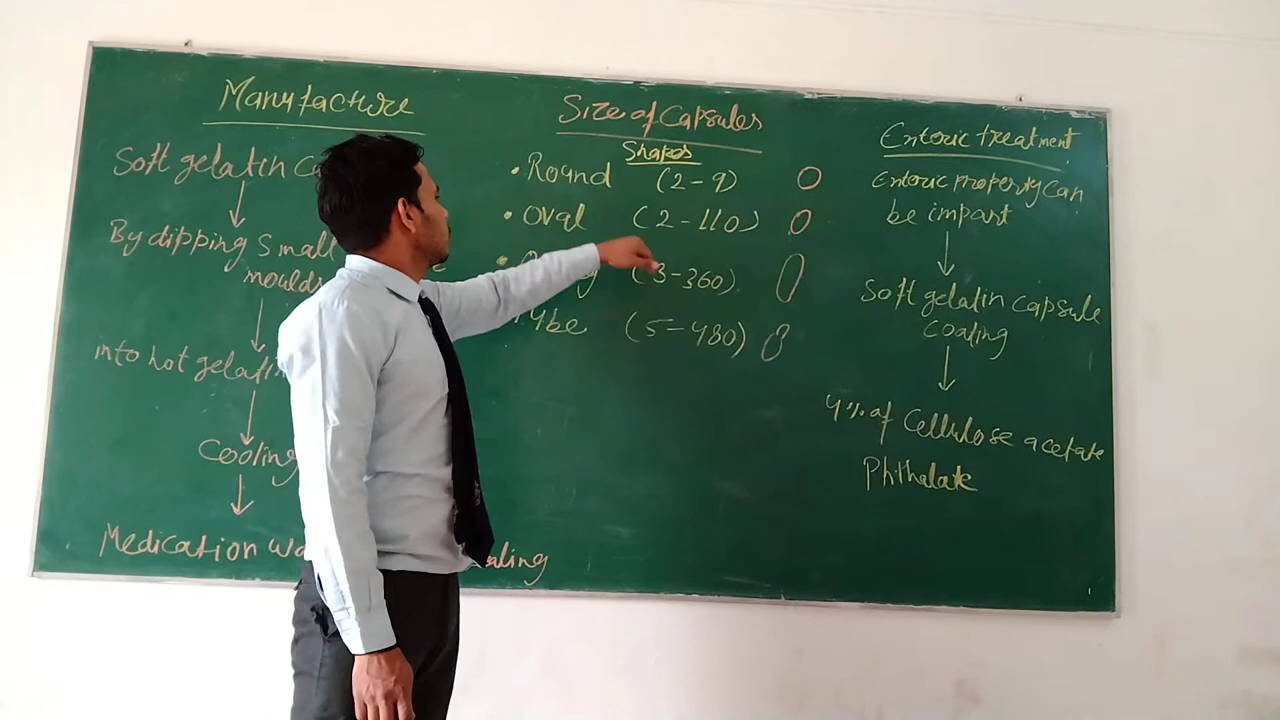 Manufacture
Soft gelatin
By dipping Small
moulds
into hot gelatin
Cooling
Medication
aling
Size of Capsules
Shapes
• Round (2-9)
• Oval (2-110)
(3-360)
ybe (5-480)
Enteric treatment
Enteric property can
be impart
Soft gelatin capsule
coating
4% of Cellulose acetate
Phthalate